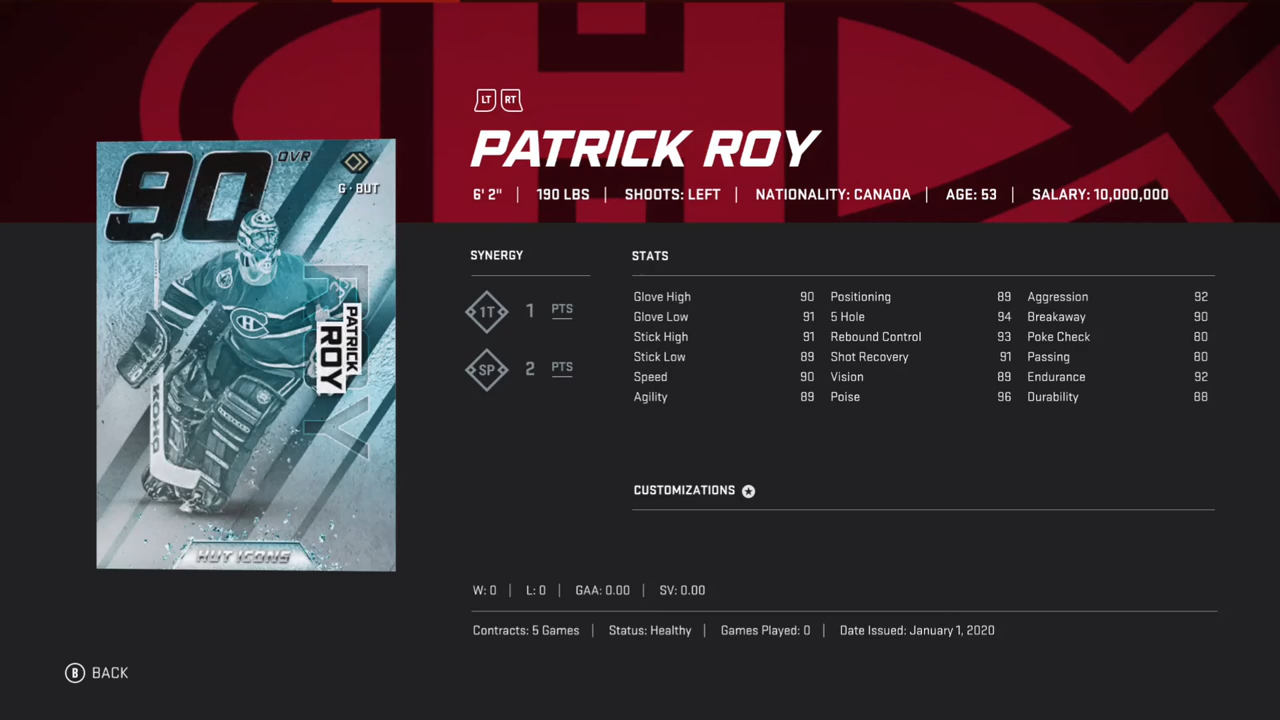 LT RT
PATRICK ROY
6' 2" | 190 LBS | SHOOTS: LEFT | NATIONALITY: CANADA | AGE: 53 | SALARY: 10,000,000
90 OVR
G · BUT
ROY
PATRICK
ROY
HUT ICONS
SYNERGY
1T 1 PTS
SP 2 PTS
STATS
Glove High 90 Positioning 89 Aggression 92
Glove Low 91 5 Hole 94 Breakaway 90
Stick High 91 Rebound Control 93 Poke Check 80
Stick Low 89 Shot Recovery 91 Passing 80
Speed 90 Vision 89 Endurance 92
Agility 89 Poise 96 Durability 88
CUSTOMIZATIONS
W: 0 | L: 0 | GAA: 0.00 | SV: 0.00
Contracts: 5 Games | Status: Healthy | Games Played: 0 | Date Issued: January 1, 2020
B BACK